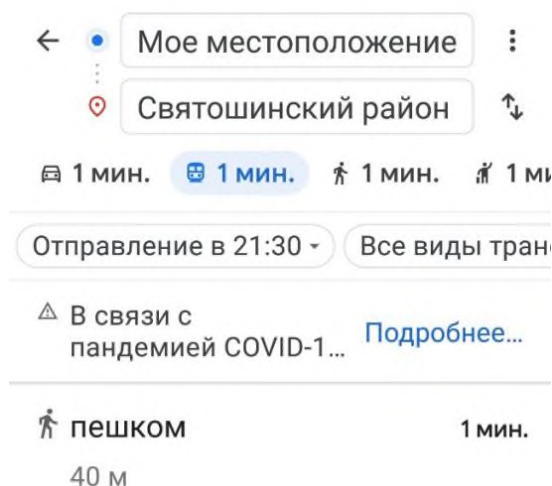 Мое местоположение
Святошинский район
1 мин. 1 мин. 1 мин. 1
Отправление в 21:30 Все виды
В связи с
пандемией COVID-1... Подробнее...
пешком 1 мин.
40 м